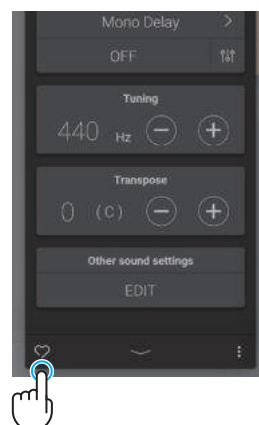 Mono Delay
OFF
Tuning
440 Hz
Transpose
0 (C)
Other sound settings
EDIT